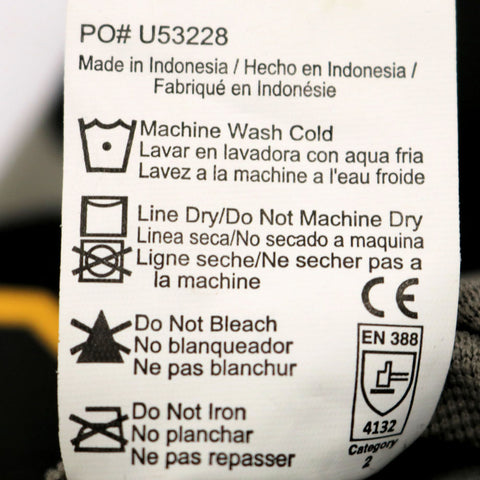 PO# U53228
Made in Indonesia / Hecho en Indonesia /
Fabriqué en Indonésie
Machine Wash Cold
Lavar en lavadora con aqua fria
Lavez a la machine a l'eau froide
Line Dry/Do Not Machine Dry
Linea seca/No secado a maquina
Ligne seche/Ne secher pas a
la machine
CE
Do Not Bleach
No blanqueador
Ne pas blanchur
EN 388
4132
Category
2
Do Not Iron
No planchar
Ne pas repasser